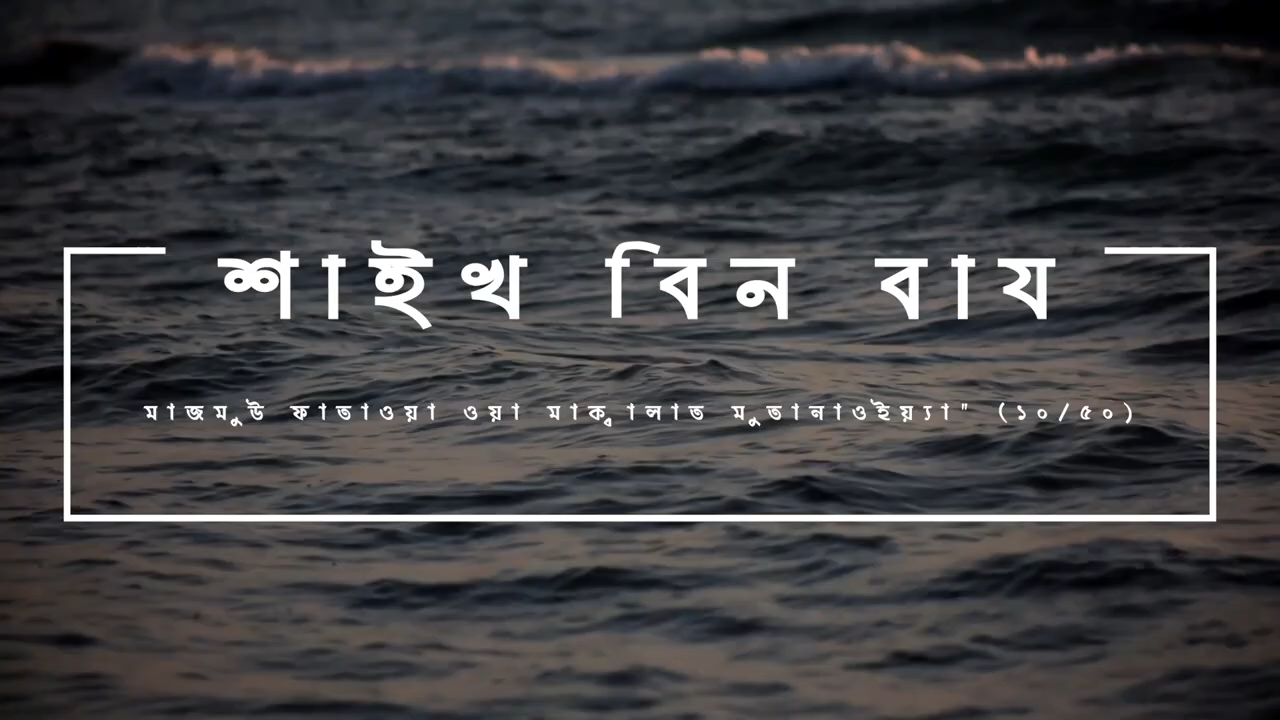 শাইখ বিন বায
মাজমুউ ফাতাওয়া ওয়া মাক্বালাত মুতানাওইয়্যা" (১০/৫০)